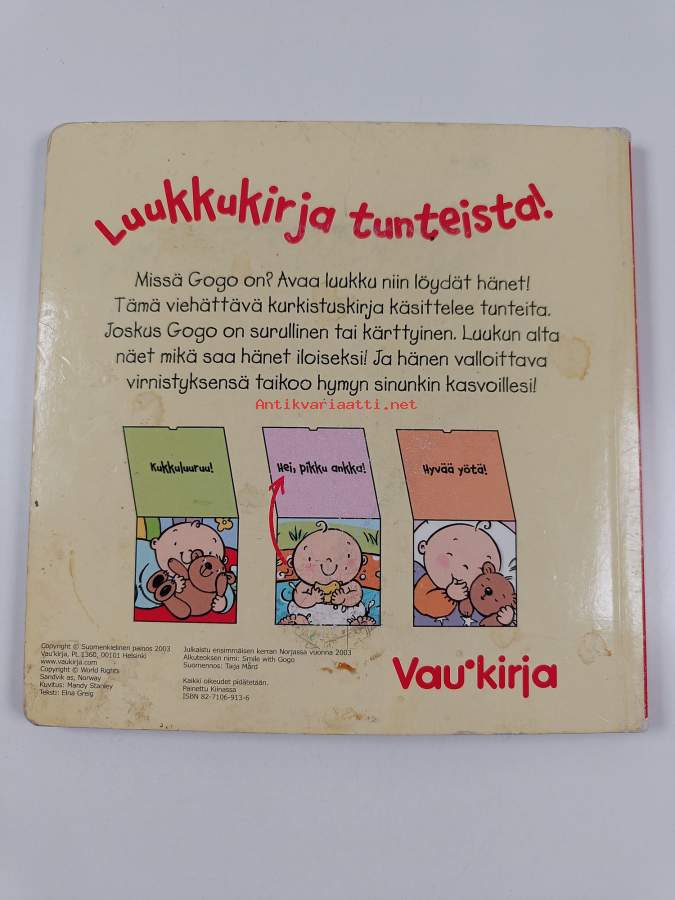 Luukkukirja tunteista!
Missä Gogo on? Avaa luukku niin löydät hänet!
Tämä viehättävä kurkistuskirja käsittelee tunteita.
Joskus Gogo on surullinen tai kärttyinen. Luukun alta
näet mikä saa hänet iloiseksi! Ja hänen valloittava
virnistyksensä taikoo hymyn sinunkin kasvoillesi!
Antikvariaatti.net
Kukkuluuruu!
Hei, pikku ankka!
Hyvää yötä!
Copyright © Suomenkielinen painos 2003
Vau'kirja, PL 1360, 00101 Helsinki
www.vaukirja.com
Copyright © World Rights
Sandvik as, Norway
Kuvitus: Mandy Stanley
Teksti: Elna Greig
Julkaistu ensimmäisen kerran Norjassa vuonna 2003
Alkuteoksen nimi: Smile with Gogo
Suomennos: Taija Mård
Kaikki oikeudet pidätetään.
Painettu Kiinassa
ISBN 82-7106-913-6
Vau•kirja